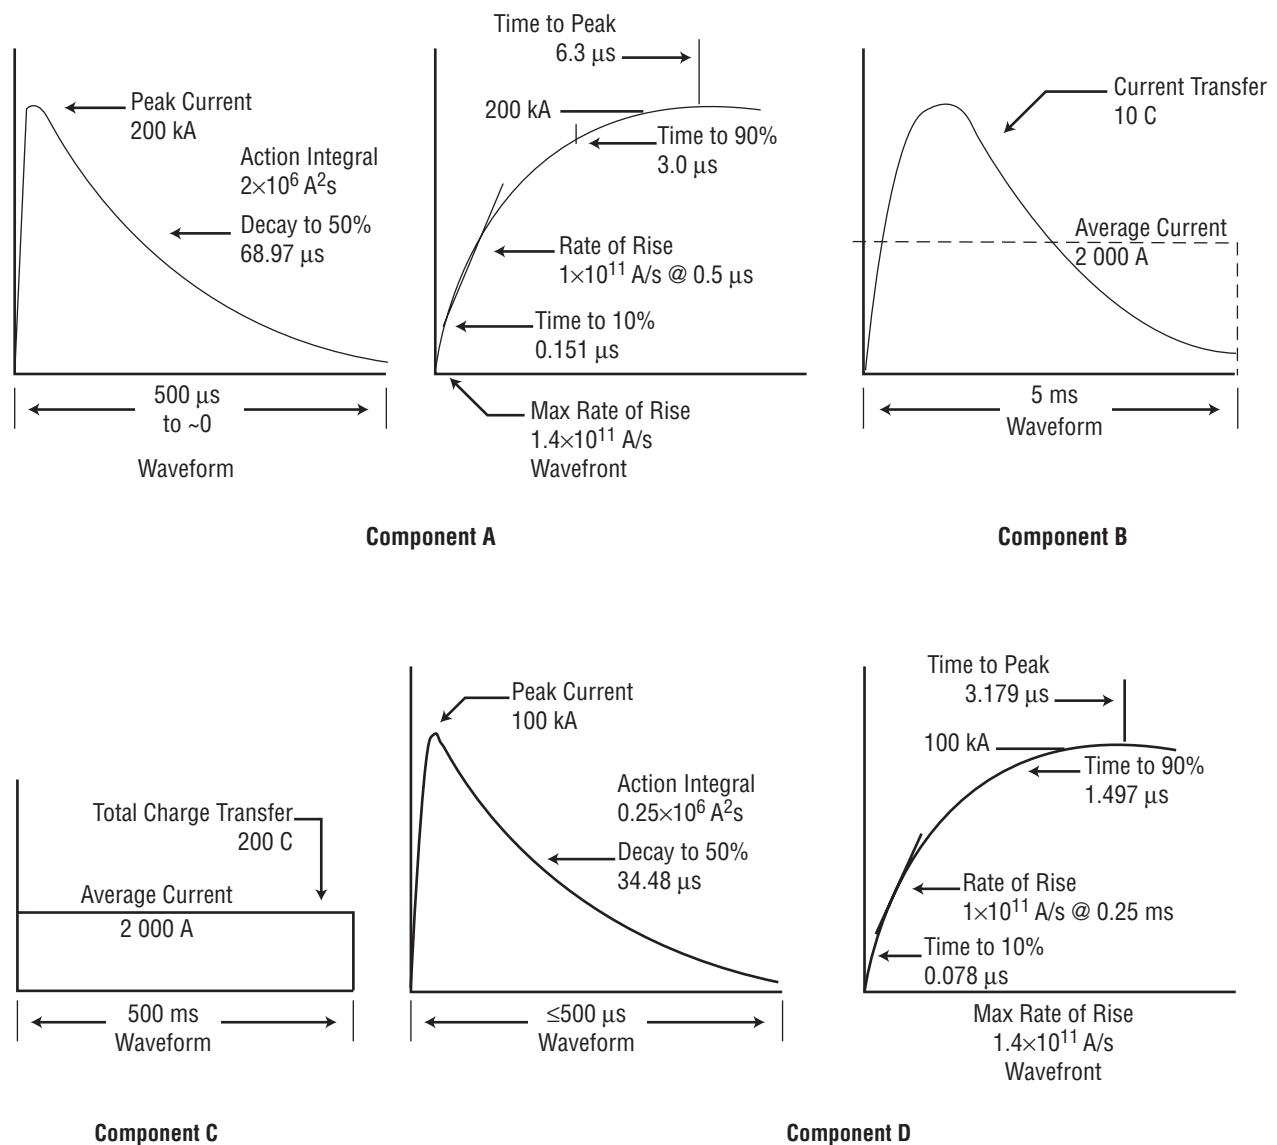 Peak Current
200 kA
Action Integral
2×10⁶ A²s
Decay to 50%
68.97 μs
500 μs
to ~0
Waveform
Time to Peak
6.3 μs
200 kA
Time to 90%
3.0 μs
Rate of Rise
1×10¹¹ A/s @ 0.5 μs
Time to 10%
0.151 μs
Max Rate of Rise
1.4×10¹¹ A/s
Wavefront
Component A
Current Transfer
10 C
Average Current
2 000 A
5 ms
Waveform
Component B
Total Charge Transfer
200 C
Average Current
2 000 A
500 ms
Waveform
Component C
Peak Current
100 kA
Action Integral
0.25×10⁶ A²s
Decay to 50%
34.48 μs
≤500 μs
Waveform
Time to Peak
3.179 μs
100 kA
Time to 90%
1.497 μs
Rate of Rise
1×10¹¹ A/s @ 0.25 ms
Time to 10%
0.078 μs
Max Rate of Rise
1.4×10¹¹ A/s
Wavefront
Component D